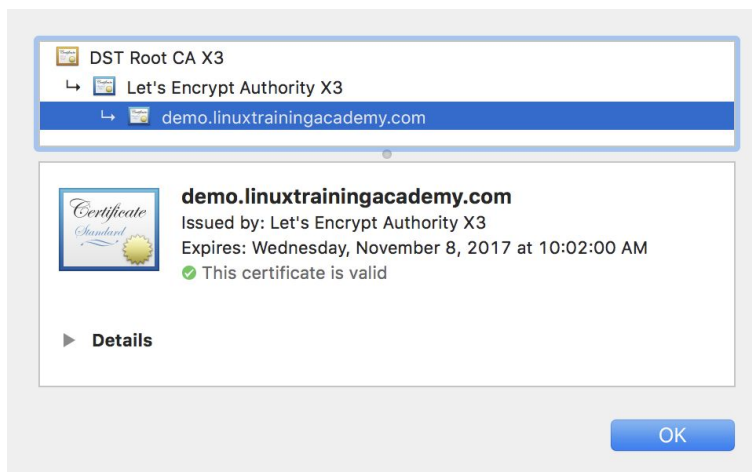 DST Root CA X3
↳ Let's Encrypt Authority X3
↳ demo.linuxtrainingacademy.com
Certificate
Standard
demo.linuxtrainingacademy.com
Issued by: Let's Encrypt Authority X3
Expires: Wednesday, November 8, 2017 at 10:02:00 AM
This certificate is valid
Details
OK